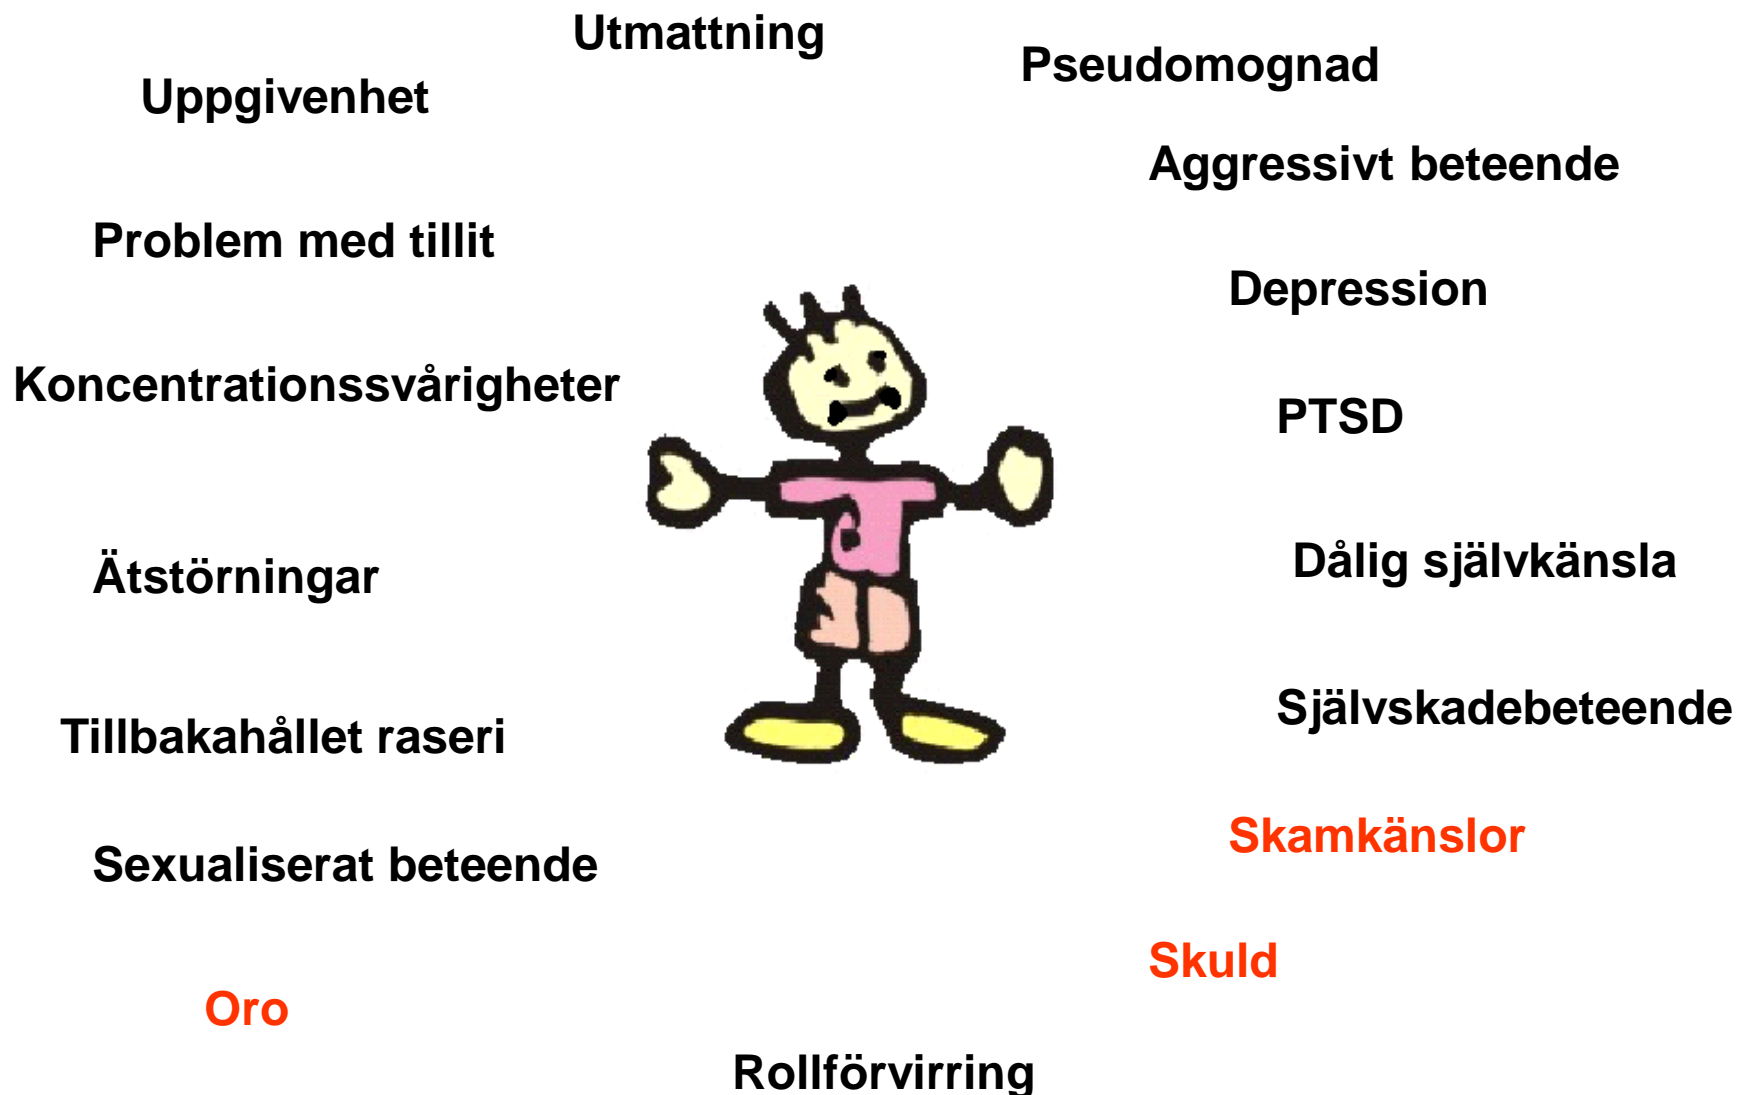 Utmattning
Pseudomognad
Uppgivenhet
Aggressivt beteende
Problem med tillit
Depression
Koncentrationssvårigheter
PTSD
Dålig självkänsla
Ätstörningar
Självskadebeteende
Tillbakahållet raseri
Skamkänslor
Sexualiserat beteende
Skuld
Oro
Rollförvirring